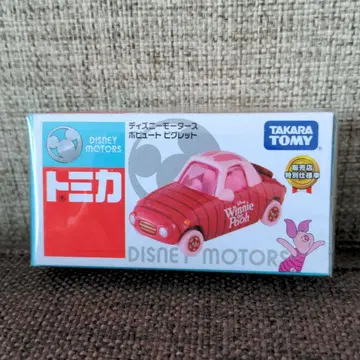 DISNEY
MOTORS
ディズニーモータース
ポピュート ピグレット
TAKARA
TOMY
トミカ
販売店
特別仕様車
Disney
Winnie
the
Pooh
DISNEY MOTORS